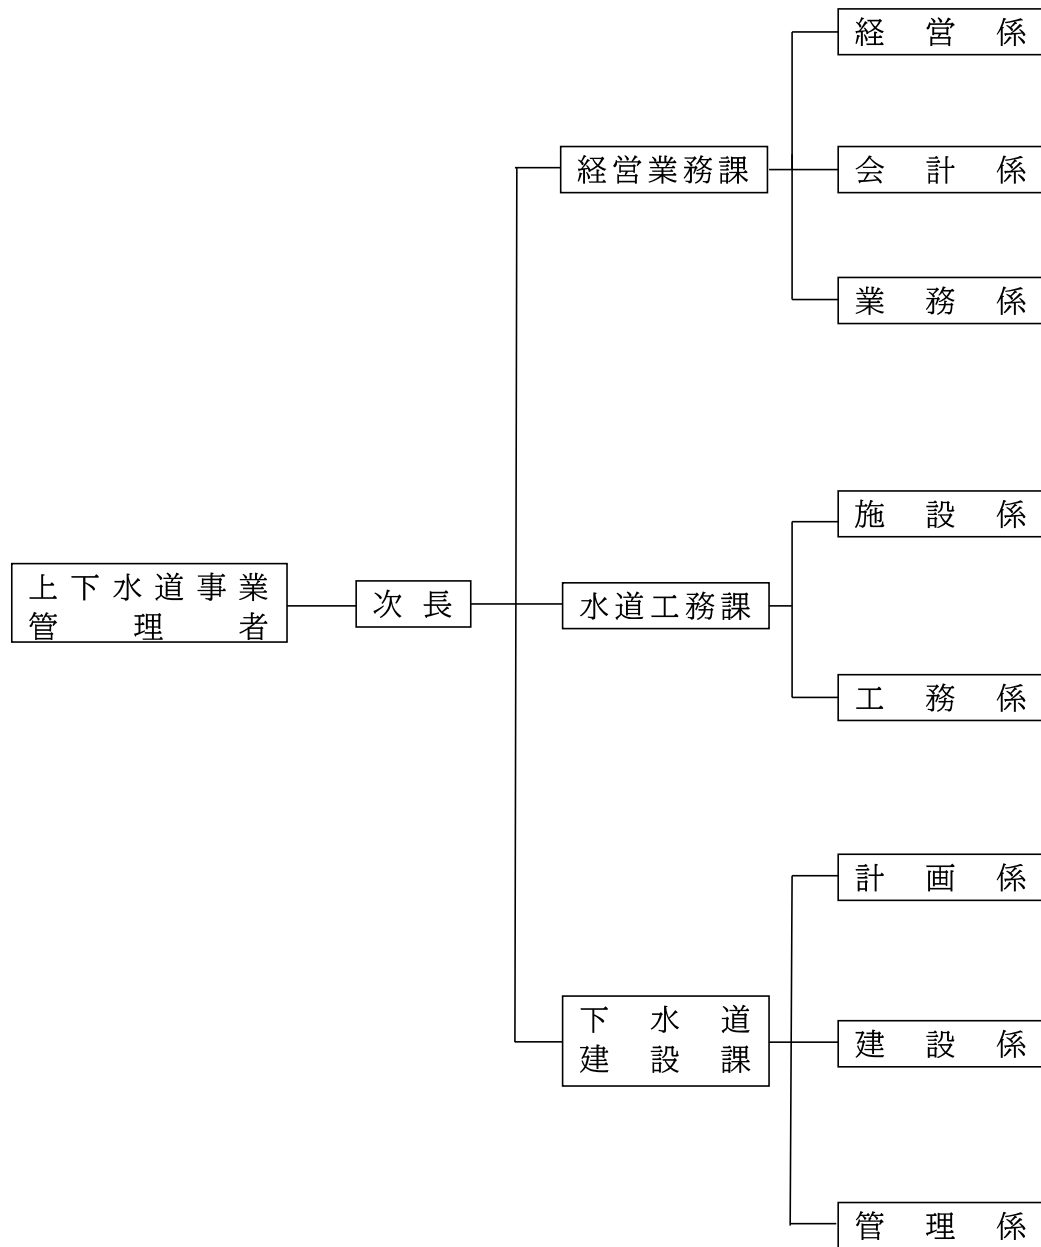 経営係
経営業務課
会計係
業務係
施設係
上下水道事業
管理者
次長
水道工務課
工務係
計画係
下水道
建設課
建設係
管理係